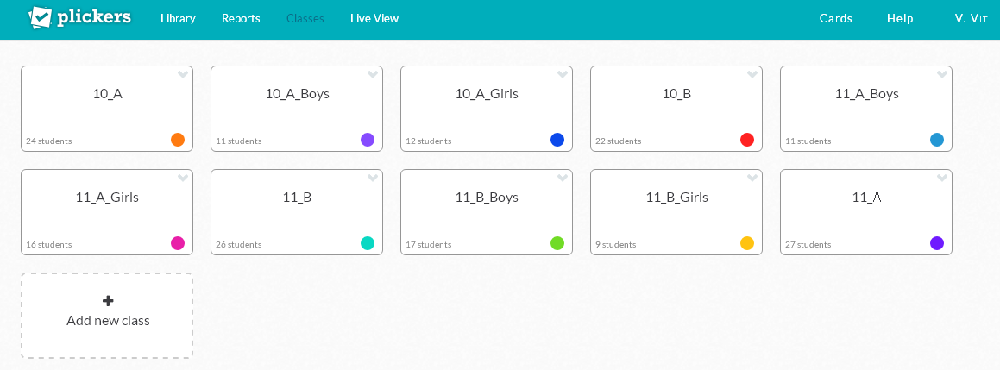 plickers Library Reports Classes Live View Cards Help V. Vit
10_A 10_A_Boys 10_A_Girls 10_B 11_A_Boys
24 students 11 students 12 students 22 students 11 students
11_A_Girls 11_B 11_B_Boys 11_B_Girls 11_A
16 students 26 students 17 students 9 students 27 students
+
Add new class